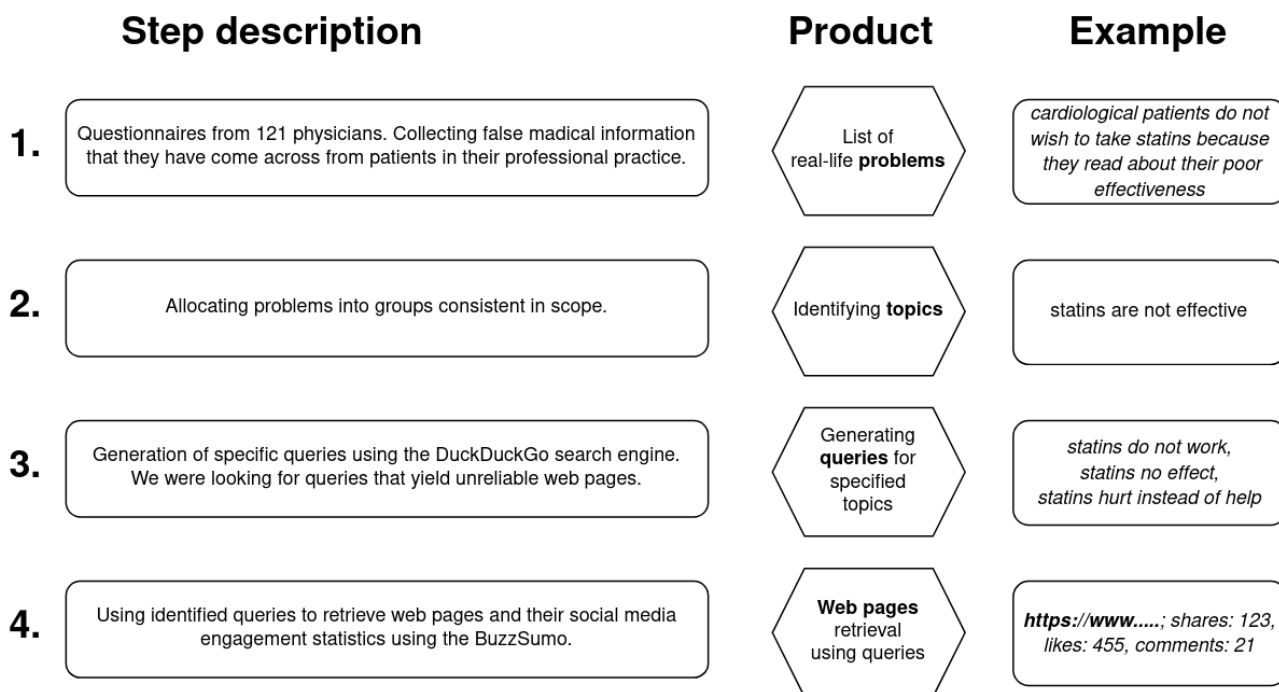 Step description
Product
Example
1.
Questionnaires from 121 physicians. Collecting false madical information
that they have come across from patients in their professional practice.
List of
real-life problems
cardiological patients do not
wish to take statins because
they read about their poor
effectiveness
2.
Allocating problems into groups consistent in scope.
Identifying topics
statins are not effective
3.
Generation of specific queries using the DuckDuckGo search engine.
We were looking for queries that yield unreliable web pages.
Generating
queries for
specified
topics
statins do not work,
statins no effect,
statins hurt instead of help
4.
Using identified queries to retrieve web pages and their social media
engagement statistics using the BuzzSumo.
Web pages
retrieval
using queries
https://www.....; shares: 123,
likes: 455, comments: 21